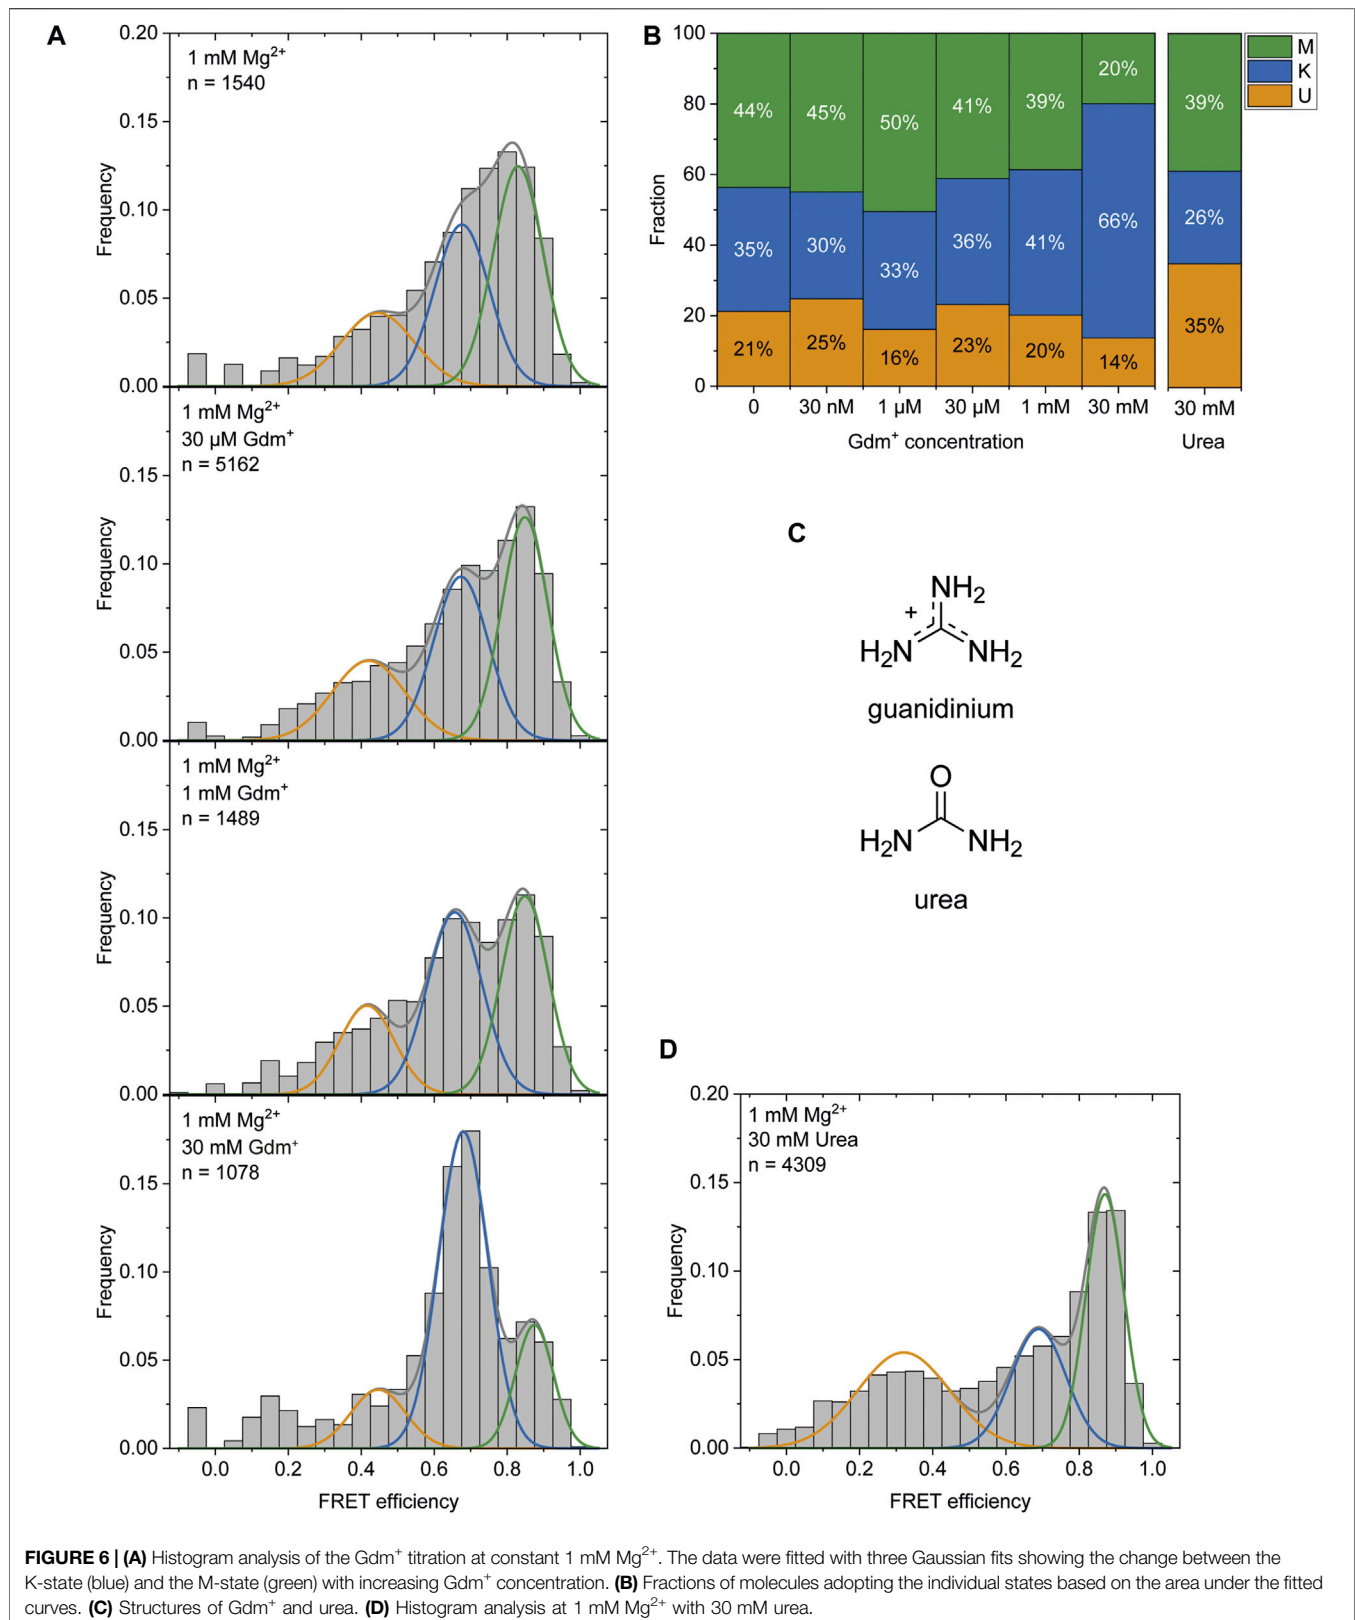 A
0.20
0.15
0.10
0.05
0.00
Frequency
1 mM Mg²⁺
n = 1540
0.15
0.10
0.05
0.00
Frequency
1 mM Mg²⁺
30 µM Gdm⁺
n = 5162
0.15
0.10
0.05
0.00
Frequency
1 mM Mg²⁺
1 mM Gdm⁺
n = 1489
0.15
0.10
0.05
0.00
Frequency
1 mM Mg²⁺
30 mM Gdm⁺
n = 1078
0.0 0.2 0.4 0.6 0.8 1.0
FRET efficiency
B
100
80
60
40
20
0
Fraction
44% 45% 50% 41% 39% 20% 39%
35% 30% 33% 36% 41% 66% 26%
21% 25% 16% 23% 20% 14% 35%
0 30 nM 1 µM 30 µM 1 mM 30 mM 30 mM
Gdm⁺ concentration Urea
M
K
U
C
NH₂
+
H₂N NH₂
guanidinium
O
H₂N NH₂
urea
D
0.20
0.15
0.10
0.05
0.00
Frequency
1 mM Mg²⁺
30 mM Urea
n = 4309
0.0 0.2 0.4 0.6 0.8 1.0
FRET efficiency
FIGURE 6 | (A) Histogram analysis of the Gdm⁺ titration at constant 1 mM Mg²⁺. The data were fitted with three Gaussian fits showing the change between the
K-state (blue) and the M-state (green) with increasing Gdm⁺ concentration. (B) Fractions of molecules adopting the individual states based on the area under the fitted
curves. (C) Structures of Gdm⁺ and urea. (D) Histogram analysis at 1 mM Mg²⁺ with 30 mM urea.